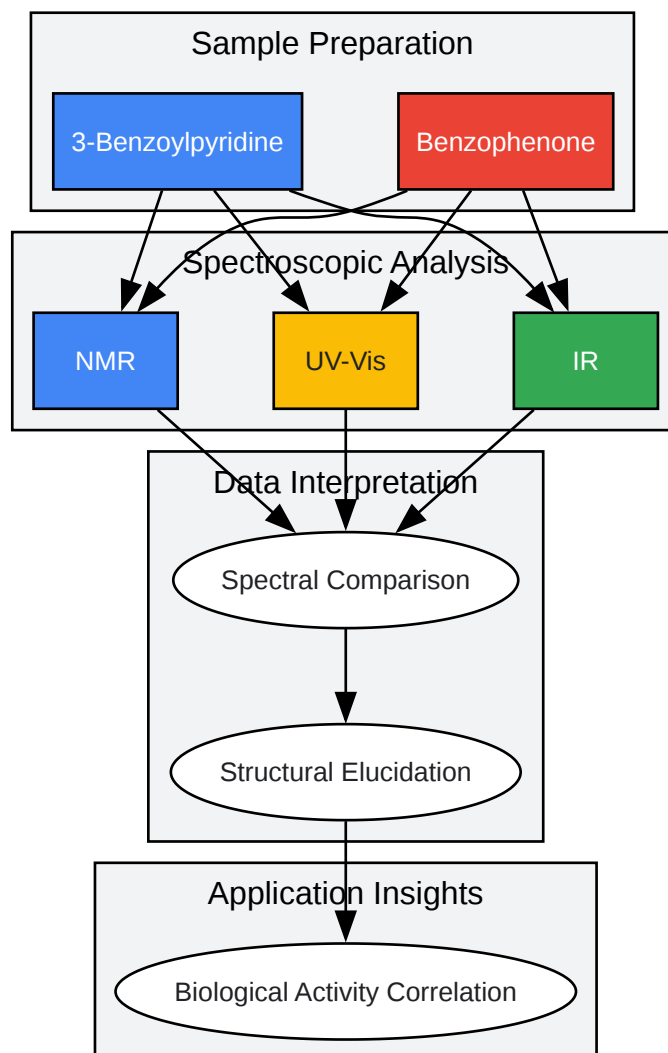 Sample Preparation
3-Benzoylpyridine
Benzophenone
Spectroscopic Analysis
NMR
UV-Vis
IR
Data Interpretation
Spectral Comparison
Structural Elucidation
Application Insights
Biological Activity Correlation